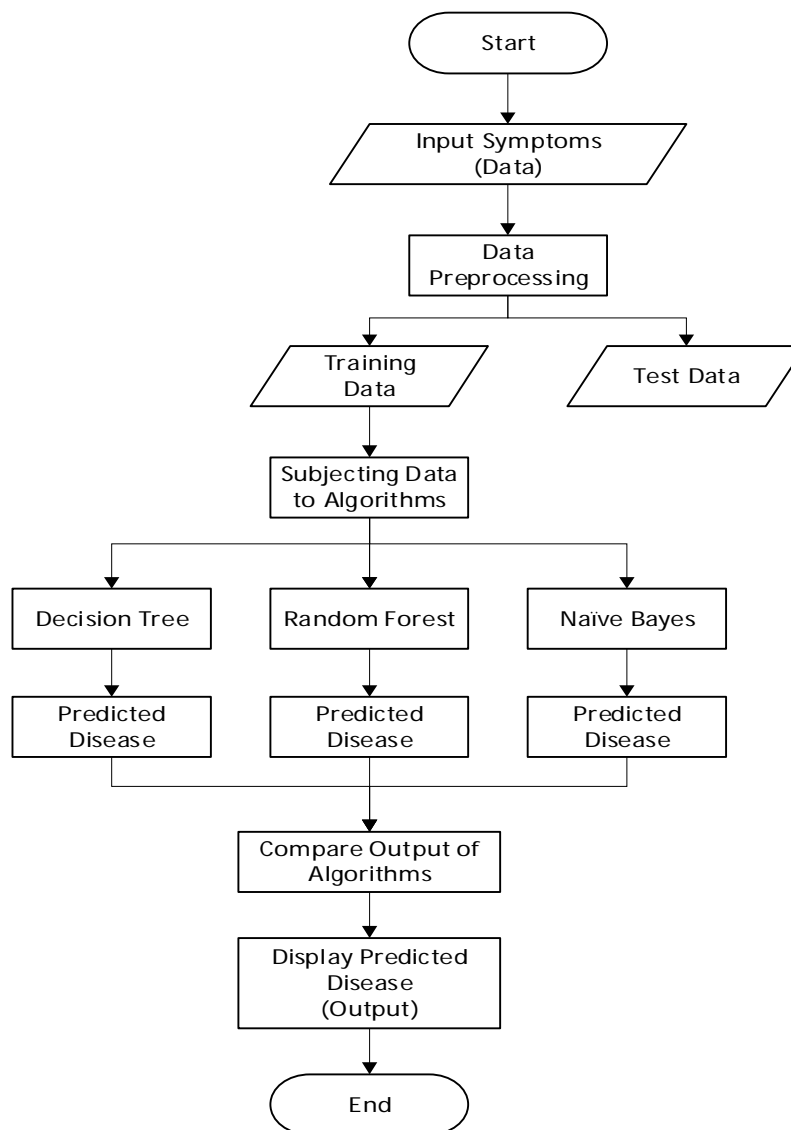 Start
Input Symptoms
(Data)
Data
Preprocessing
Training
Data
Test Data
Subjecting Data
to Algorithms
Decision Tree
Random Forest
Naïve Bayes
Predicted
Disease
Predicted
Disease
Predicted
Disease
Compare Output of
Algorithms
Display Predicted
Disease
(Output)
End